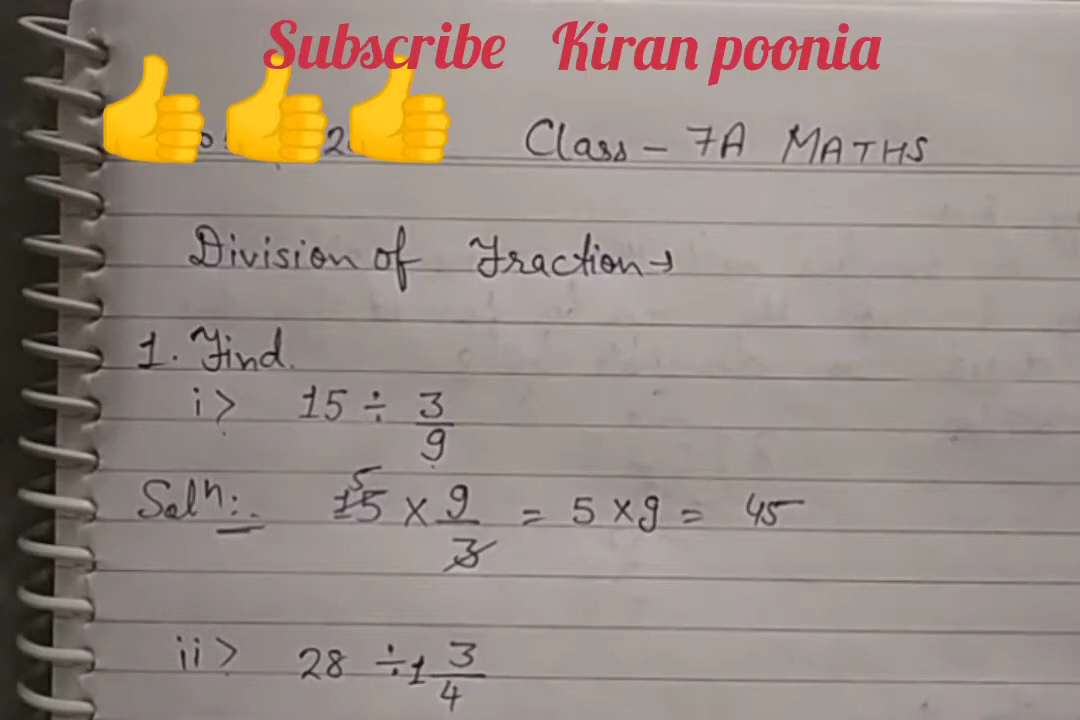 Subscribe Kiran poonia
Class - 7A MATHS
Division of Fraction →
1. Find.
i> 15 ÷ 3/9
Solⁿ:- 15 5 × 9/3 = 5 × 9 = 45
ii> 28 ÷ 1 3/4